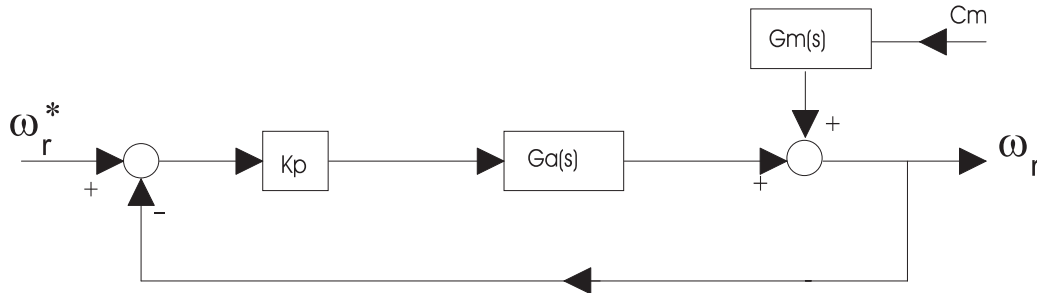 Cm
Gm(s)
+
ω*r
Kp
Ga(s)
ωr
+
+
-
-